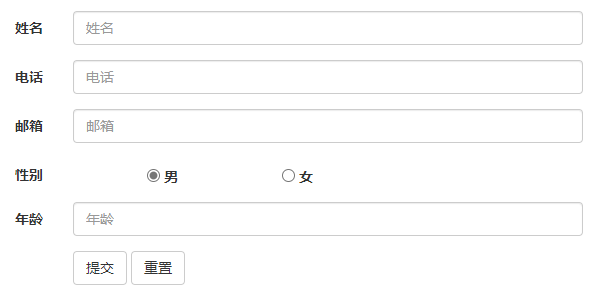 姓名 姓名
电话 电话
邮箱 邮箱
性别 男 女
年龄 年龄
提交 重置